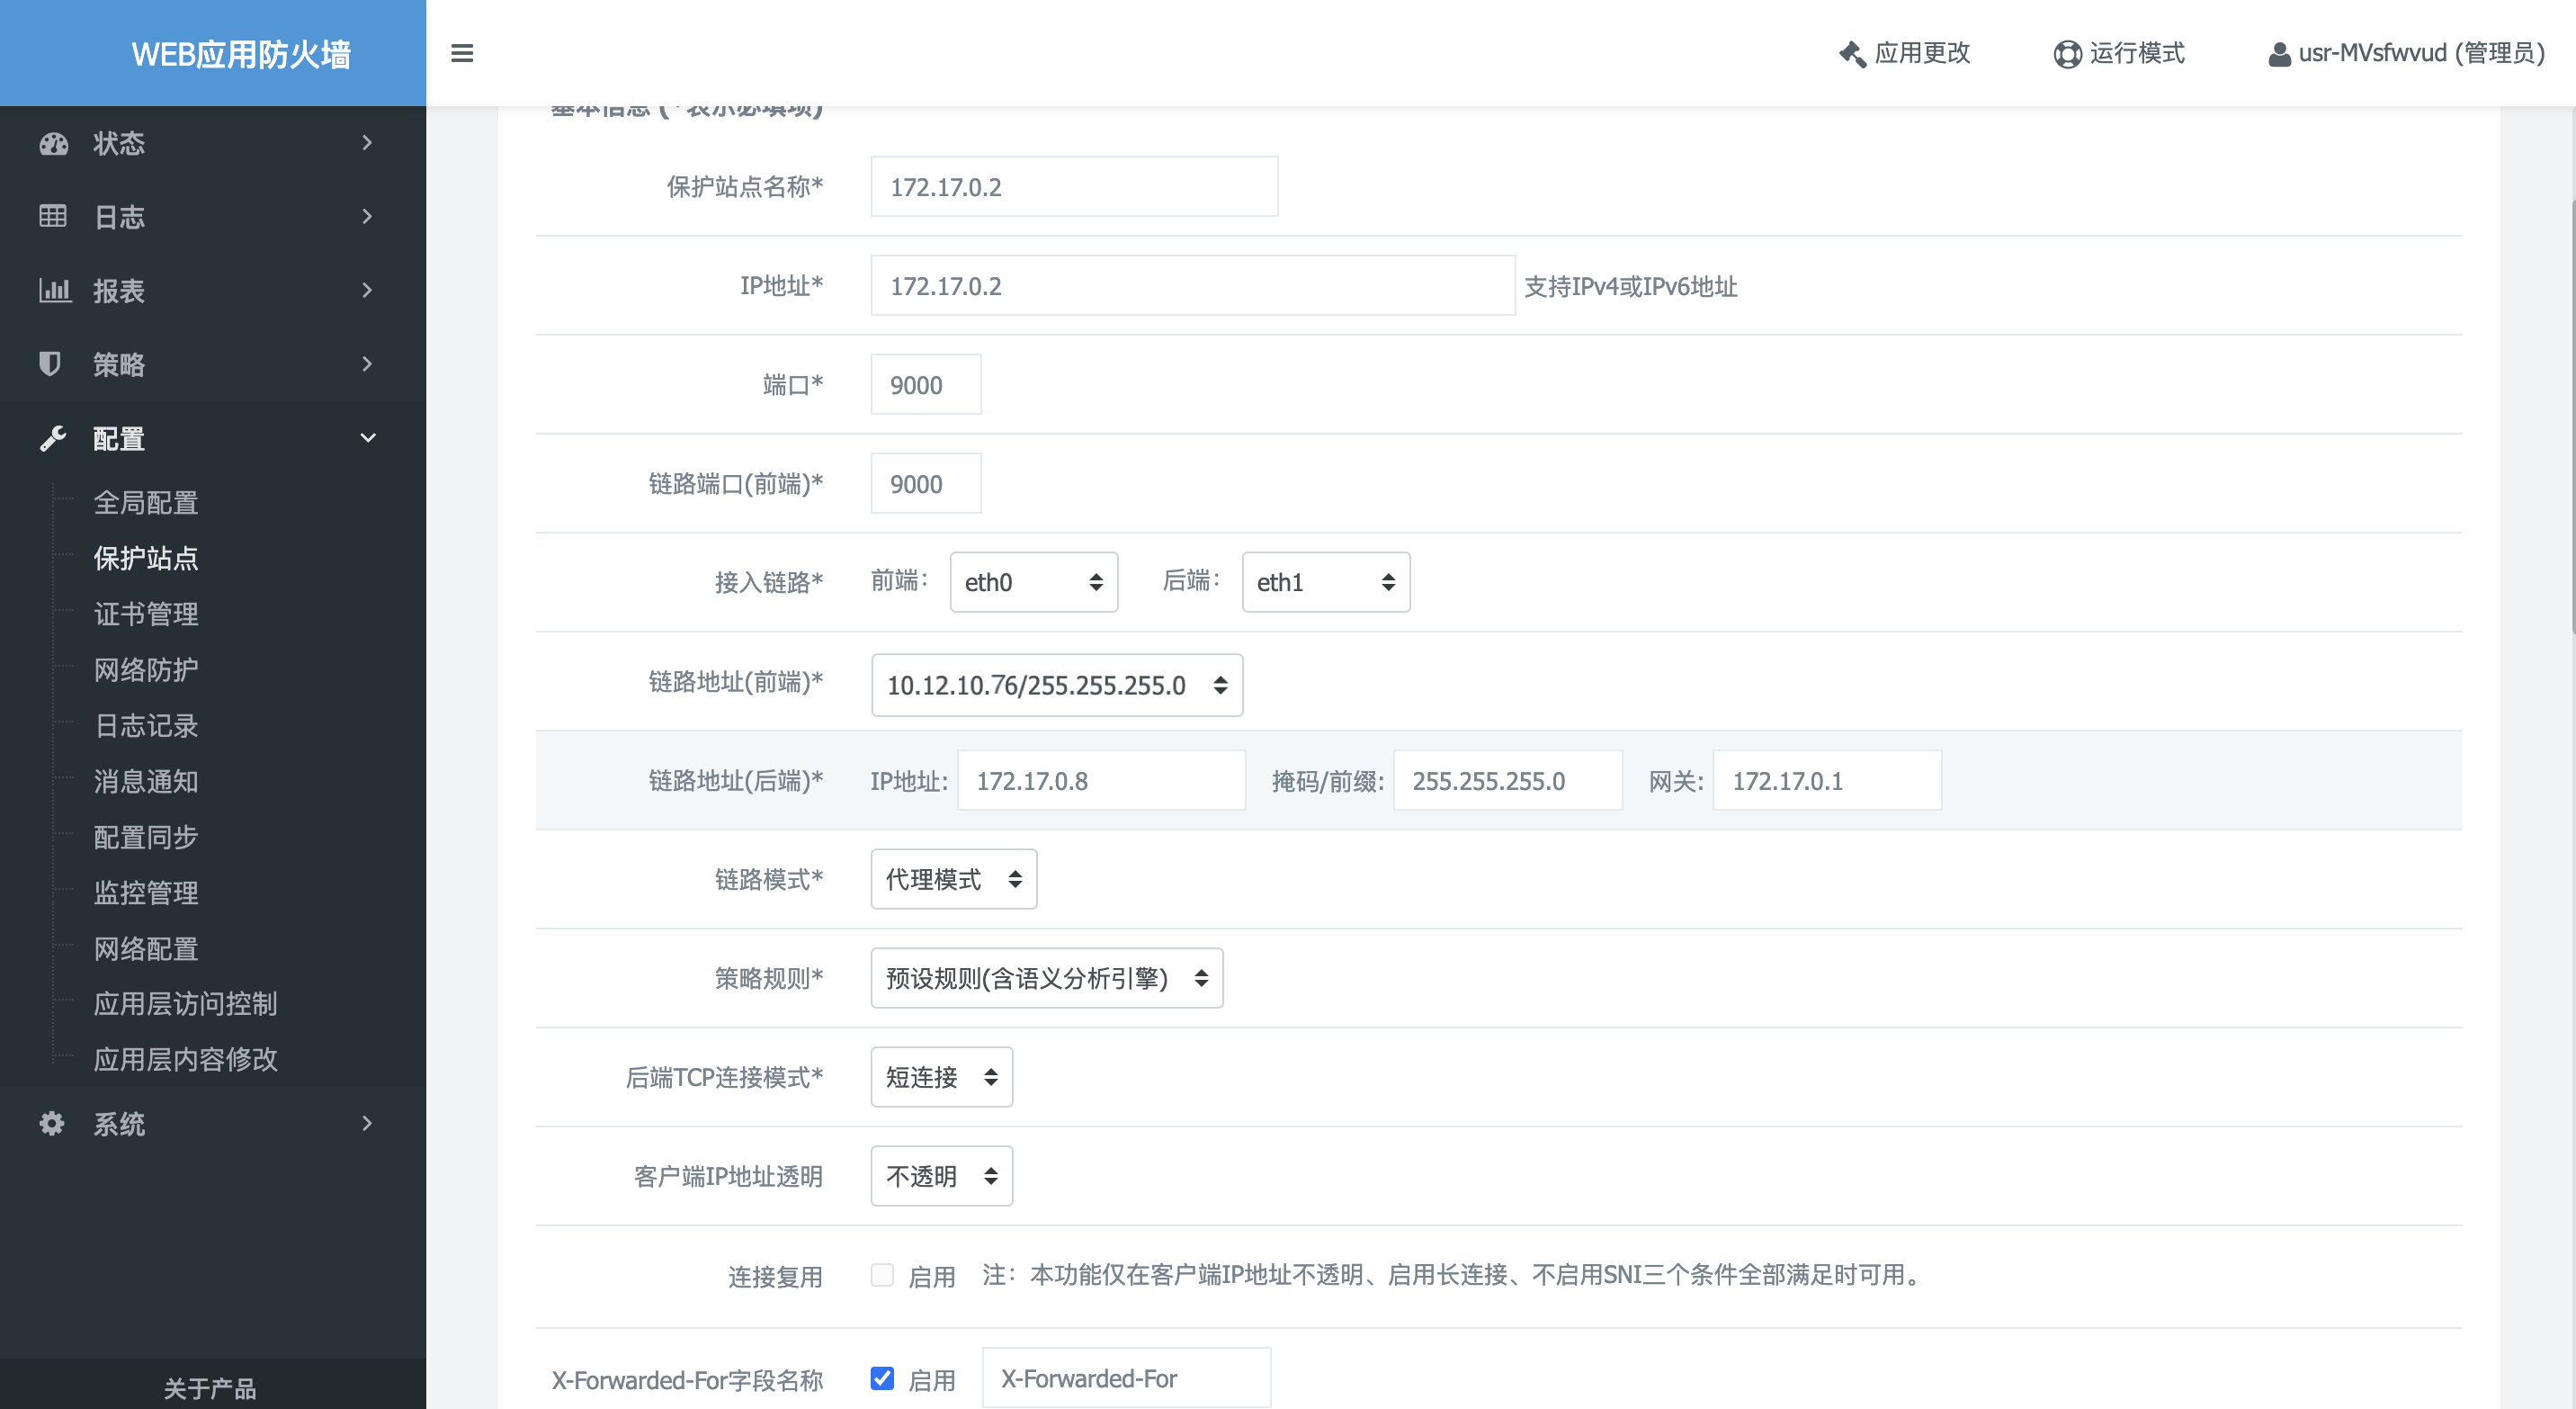 WEB应用防火墙
应用更改
运行模式
usr-MVsfwvud (管理员)
状态
日志
报表
策略
配置
全局配置
保护站点
证书管理
网络防护
日志记录
消息通知
配置同步
监控管理
网络配置
应用层访问控制
应用层内容修改
系统
关于产品
基本信息 (*表示必填项)
保护站点名称* 172.17.0.2
IP地址* 172.17.0.2 支持IPv4或IPv6地址
端口* 9000
链路端口(前端)* 9000
接入链路* 前端: eth0 后端: eth1
链路地址(前端)* 10.12.10.76/255.255.255.0
链路地址(后端)* IP地址: 172.17.0.8 掩码/前缀: 255.255.255.0 网关: 172.17.0.1
链路模式* 代理模式
策略规则* 预设规则(含语义分析引擎)
后端TCP连接模式* 短连接
客户端IP地址透明 不透明
连接复用 启用 注：本功能仅在客户端IP地址不透明、启用长连接、不启用SNI三个条件全部满足时可用。
X-Forwarded-For字段名称 启用 X-Forwarded-For